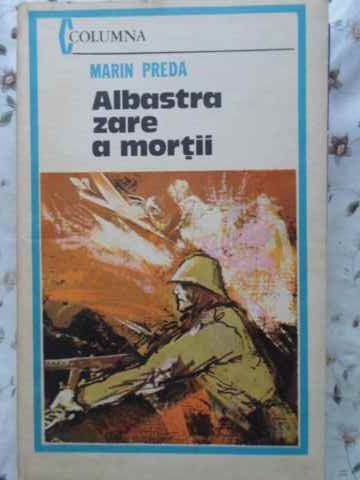 COLUMNA
MARIN PREDA
Albastra
zare
a morții